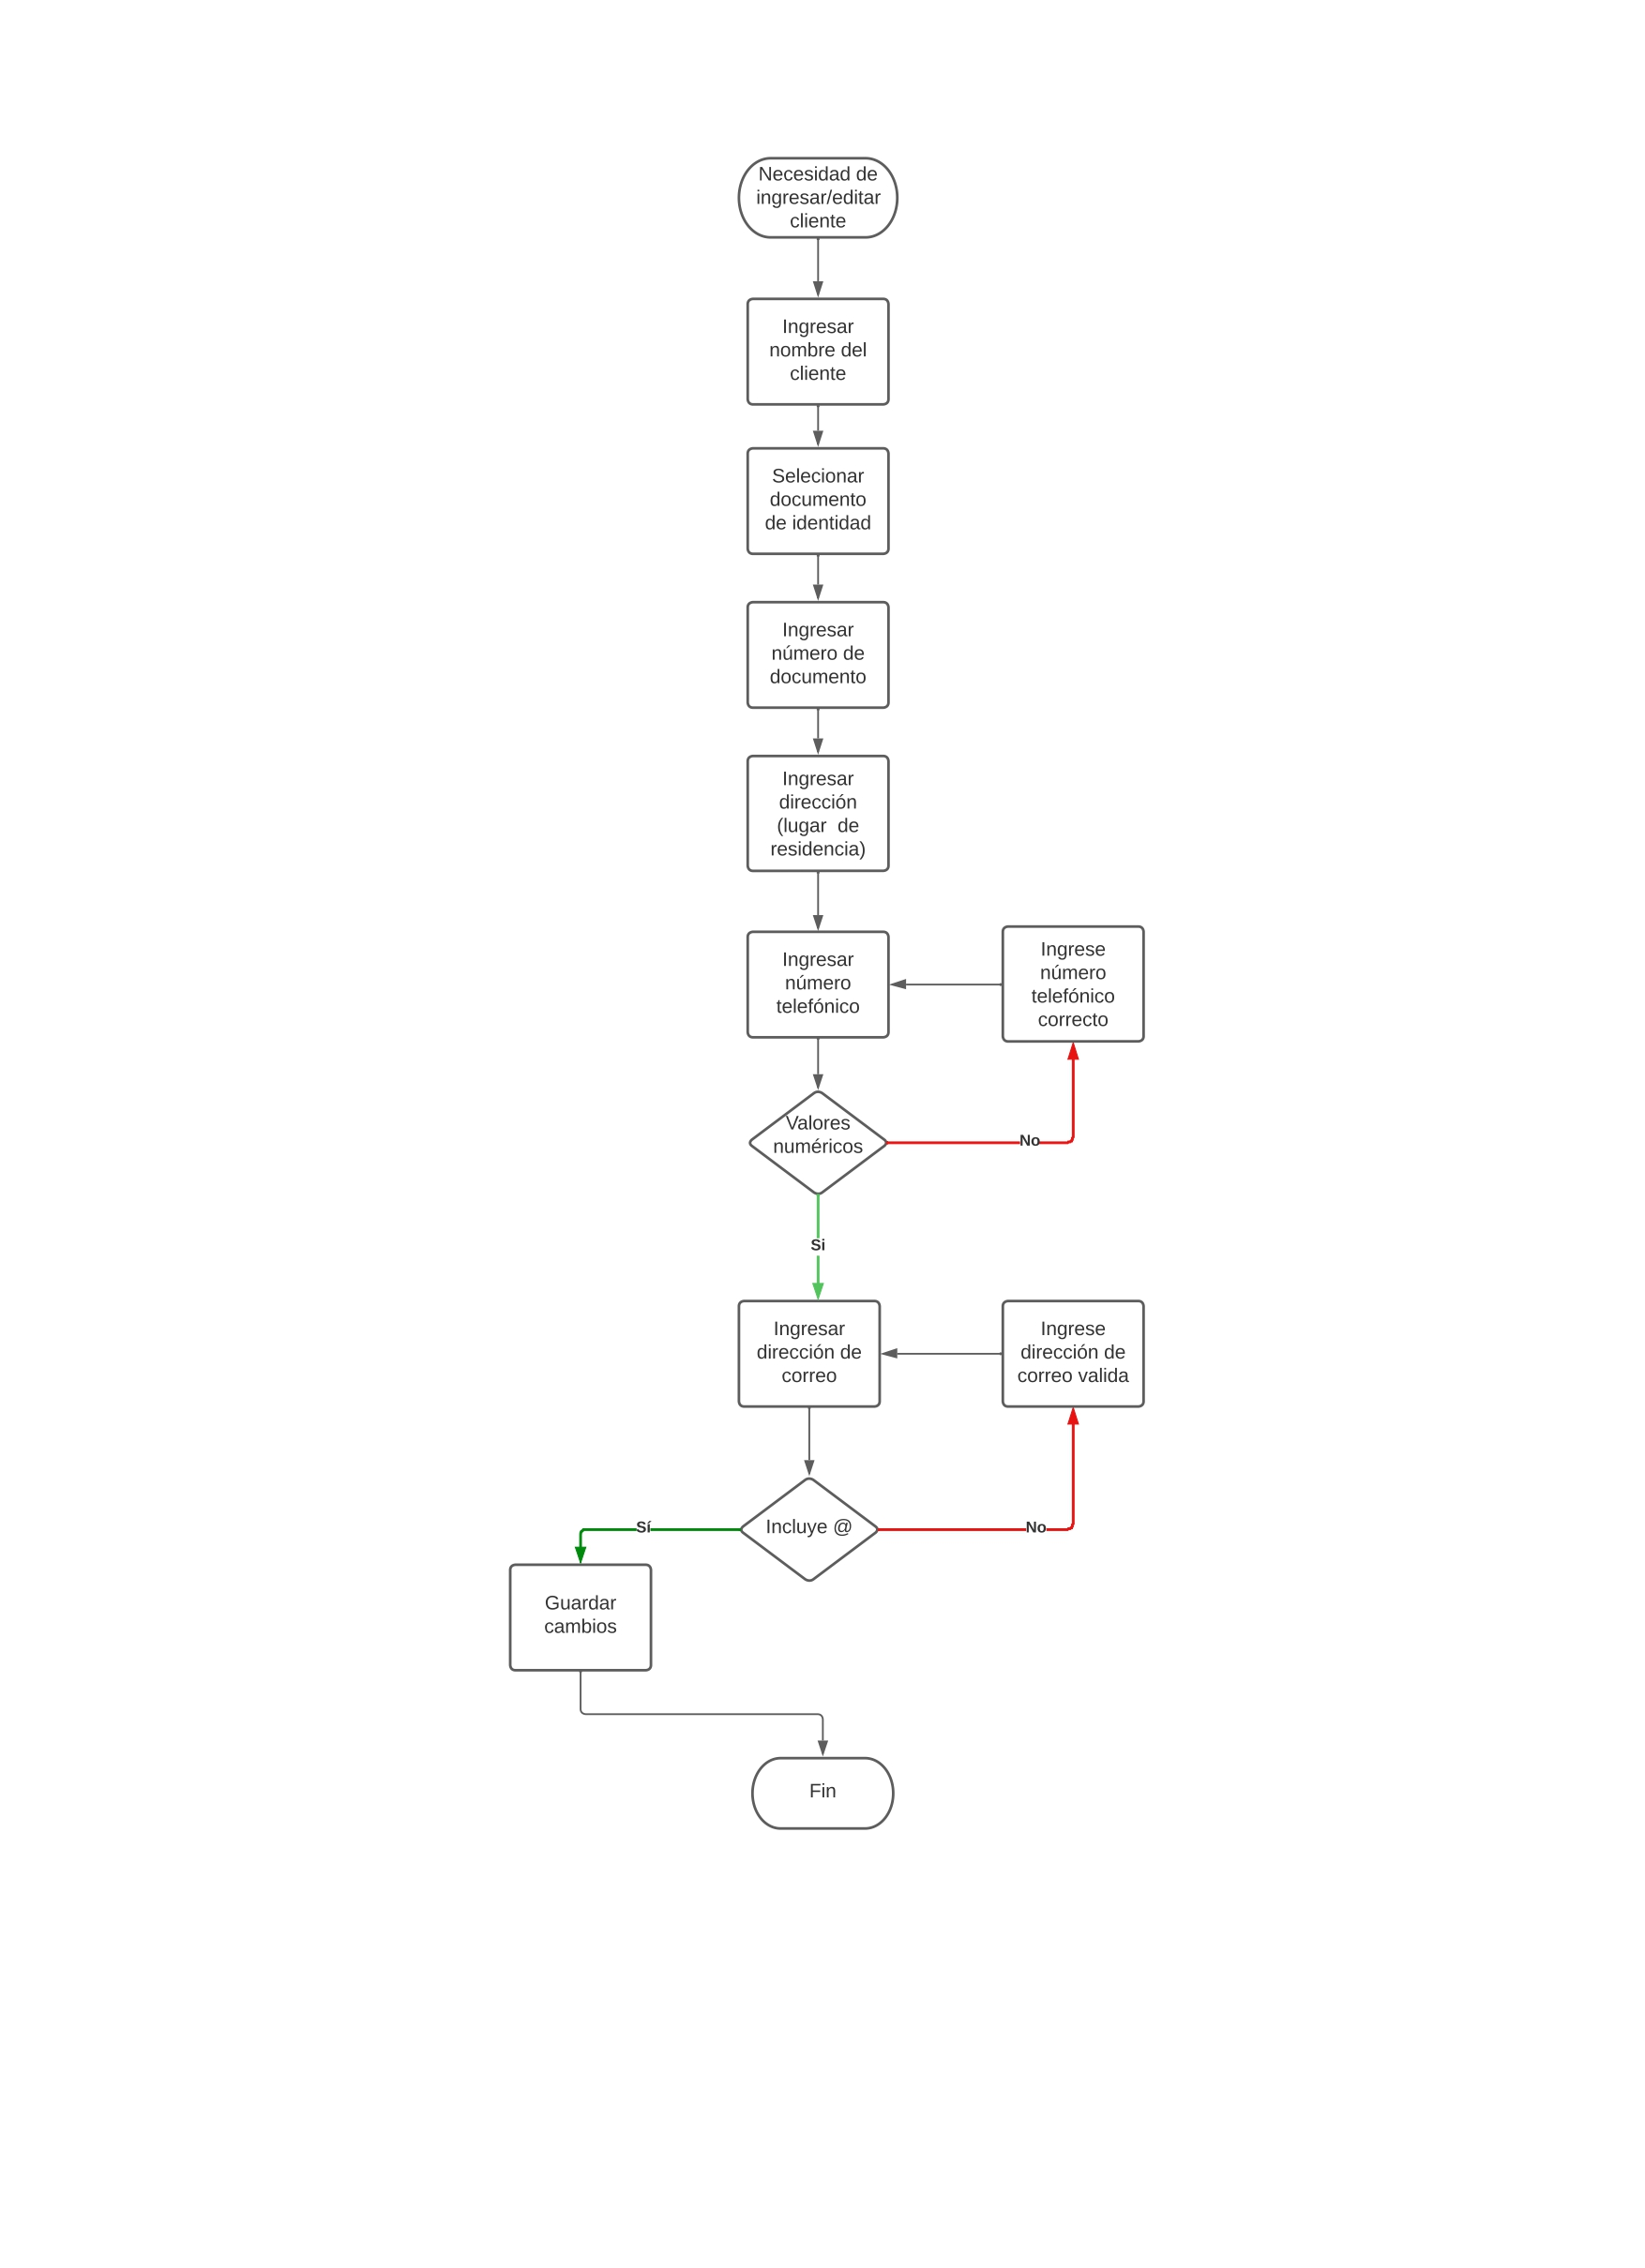 Necesidad de
ingresar/editar
cliente
Ingresar
nombre del
cliente
Selecionar
documento
de identidad
Ingresar
número de
documento
Ingresar
dirección
(lugar  de
residencia)
Ingresar
número
telefónico
Ingrese
número
telefónico
correcto
Valores
numéricos
No
Si
Ingresar
dirección de
correo
Ingrese
dirección de
correo valida
Incluye @
Sí
No
Guardar
cambios
Fin